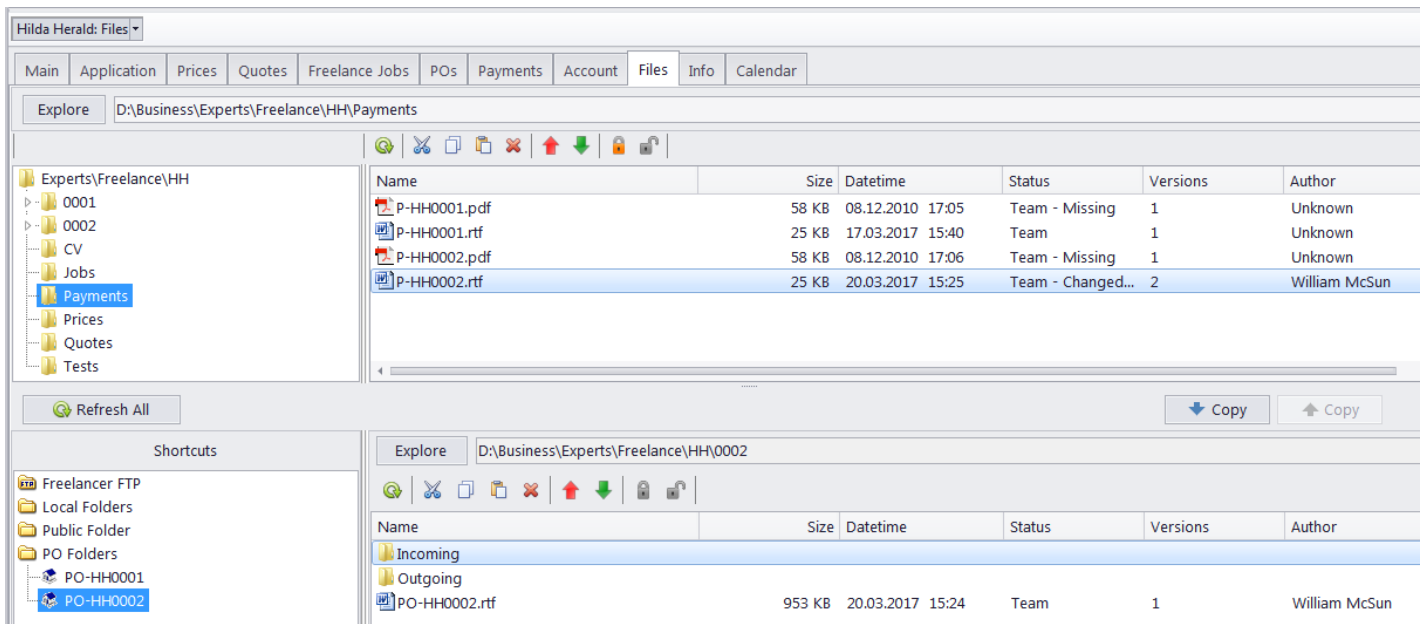 Hilda Herald: Files
Main Application Prices Quotes Freelance Jobs POs Payments Account Files Info Calendar
Explore D:\Business\Experts\Freelance\HH\Payments
Experts\Freelance\HH
0001
0002
CV
Jobs
Payments
Prices
Quotes
Tests
Name Size Datetime Status Versions Author
P-HH0001.pdf 58 KB 08.12.2010 17:05 Team - Missing 1 Unknown
P-HH0001.rtf 25 KB 17.03.2017 15:40 Team 1 Unknown
P-HH0002.pdf 58 KB 08.12.2010 17:06 Team - Missing 1 Unknown
P-HH0002.rtf 25 KB 20.03.2017 15:25 Team - Changed... 2 William McSun
Refresh All Copy Copy
Shortcuts
FTP Freelancer FTP
Local Folders
Public Folder
PO Folders
PO-HH0001
PO-HH0002
Explore D:\Business\Experts\Freelance\HH\0002
Name Size Datetime Status Versions Author
Incoming
Outgoing
PO-HH0002.rtf 953 KB 20.03.2017 15:24 Team 1 William McSun